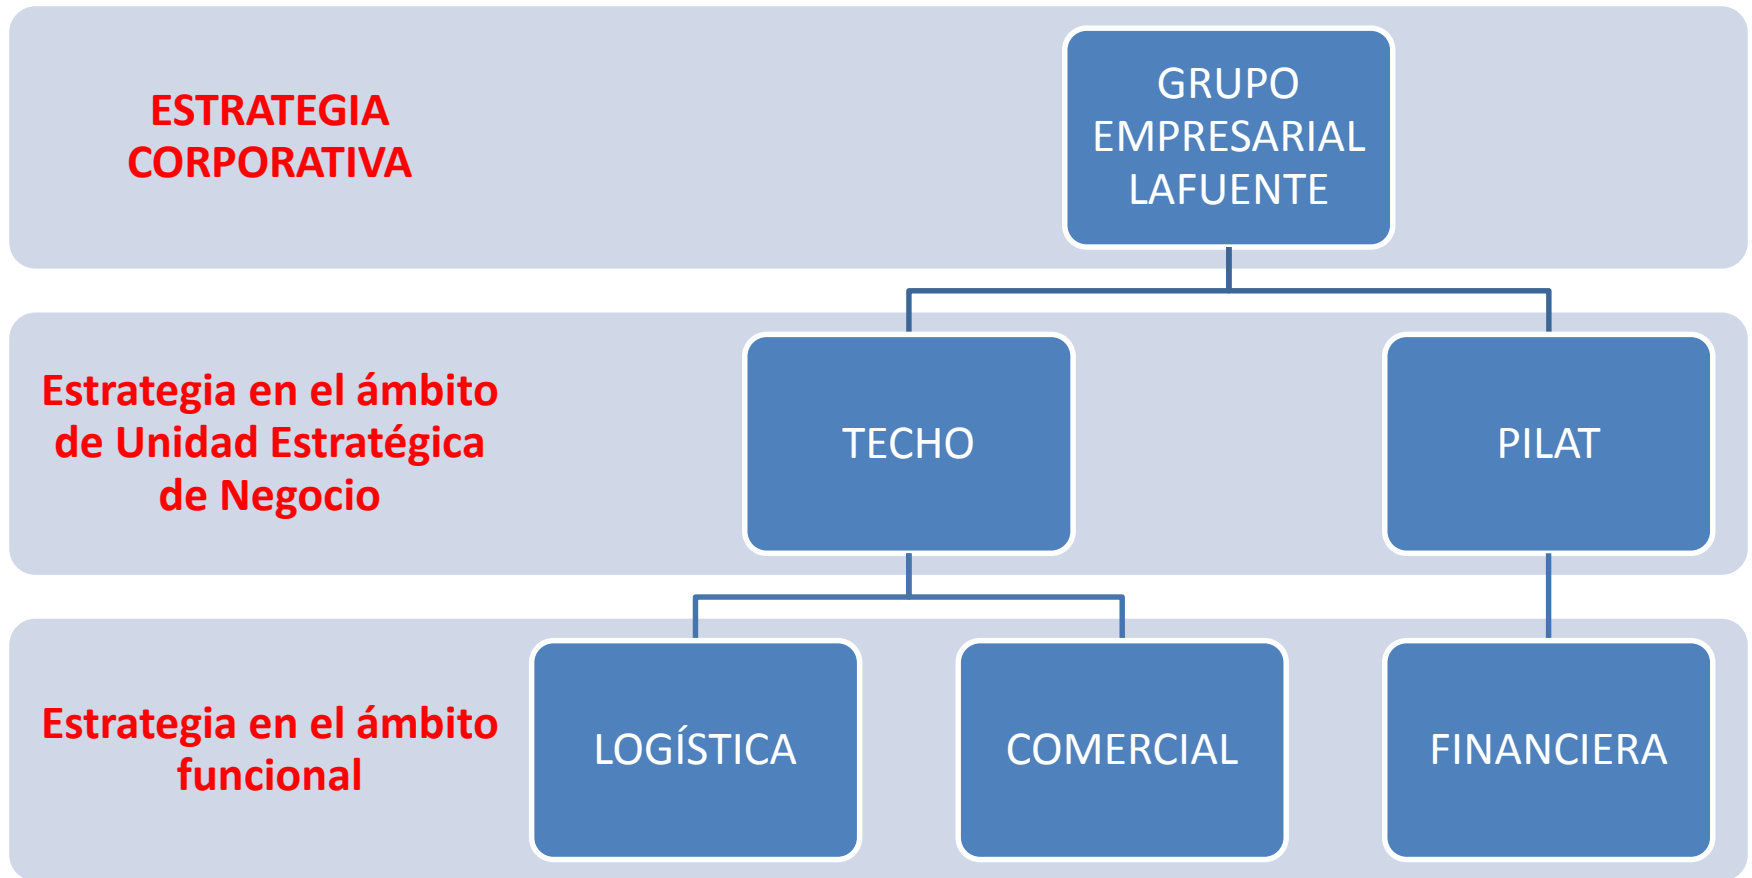 ESTRATEGIA
CORPORATIVA
GRUPO
EMPRESARIAL
LAFUENTE
Estrategia en el ámbito
de Unidad Estratégica
de Negocio
TECHO
PILAT
Estrategia en el ámbito
funcional
LOGÍSTICA
COMERCIAL
FINANCIERA